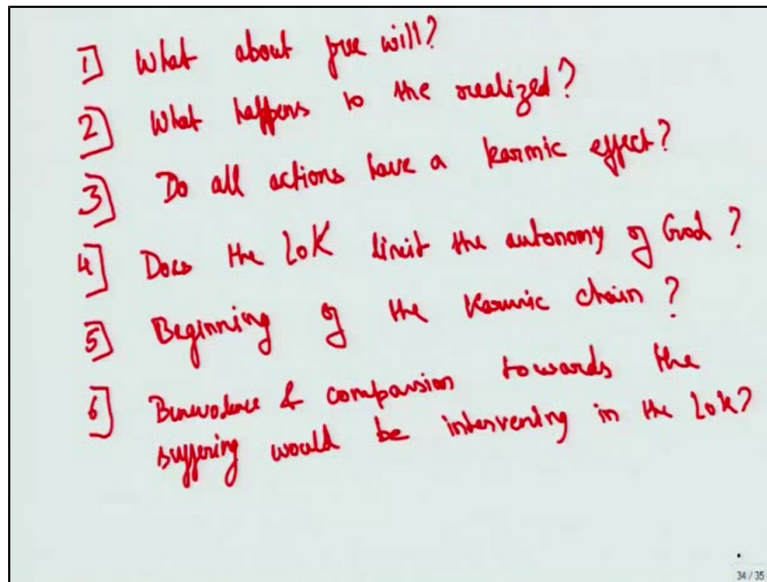 1] What about free will?
2] What happens to the realized?
3] Do all actions have a karmic effect?
4] Does the LoK limit the autonomy of God?
5] Beginning of the Karmic chain?
6] Benevolence & compassion towards the
suffering would be intervening in the LoK?
34 / 35